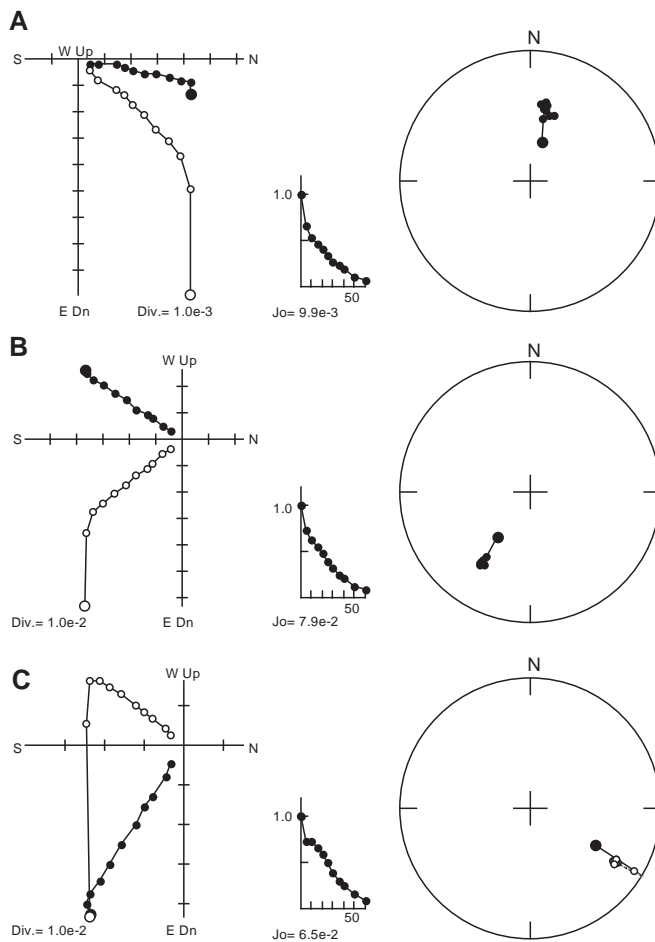 A
W Up
S
N
E Dn
Div.= 1.0e-3
1.0
50
Jo= 9.9e-3
N
B
W Up
S
N
Div.= 1.0e-2
E Dn
1.0
50
Jo= 7.9e-2
N
C
W Up
S
N
Div.= 1.0e-2
E Dn
1.0
50
Jo= 6.5e-2
N